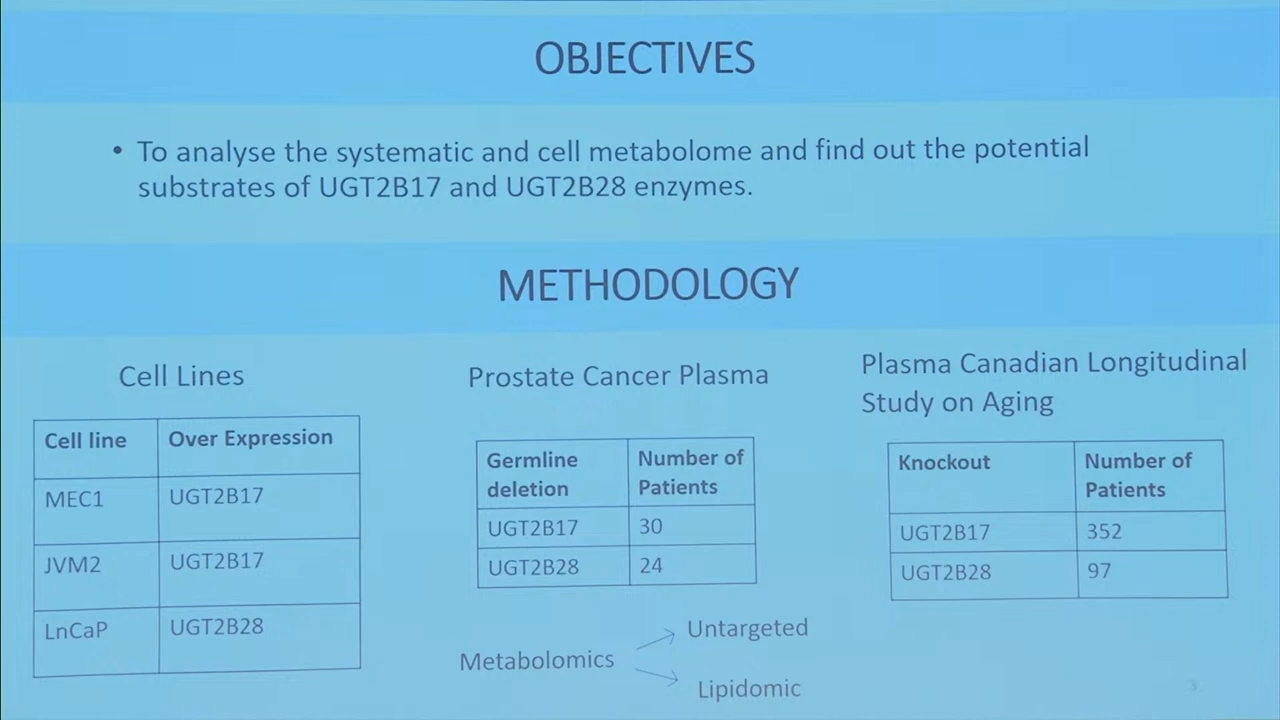 OBJECTIVES
• To analyse the systematic and cell metabolome and find out the potential
substrates of UGT2B17 and UGT2B28 enzymes.
METHODOLOGY
Cell Lines
Cell line Over Expression
MEC1 UGT2B17
JVM2 UGT2B17
LnCaP UGT2B28
Prostate Cancer Plasma
Germline deletion Number of Patients
UGT2B17 30
UGT2B28 24
Plasma Canadian Longitudinal
Study on Aging
Knockout Number of Patients
UGT2B17 352
UGT2B28 97
Metabolomics
Untargeted
Lipidomic
3